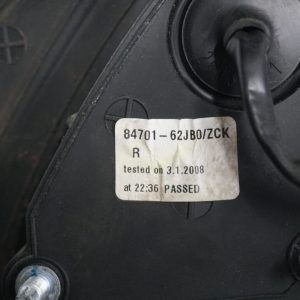 84701-62JB0/ZCK
R
tested on 3.1.2008
at 22:36 PASSED